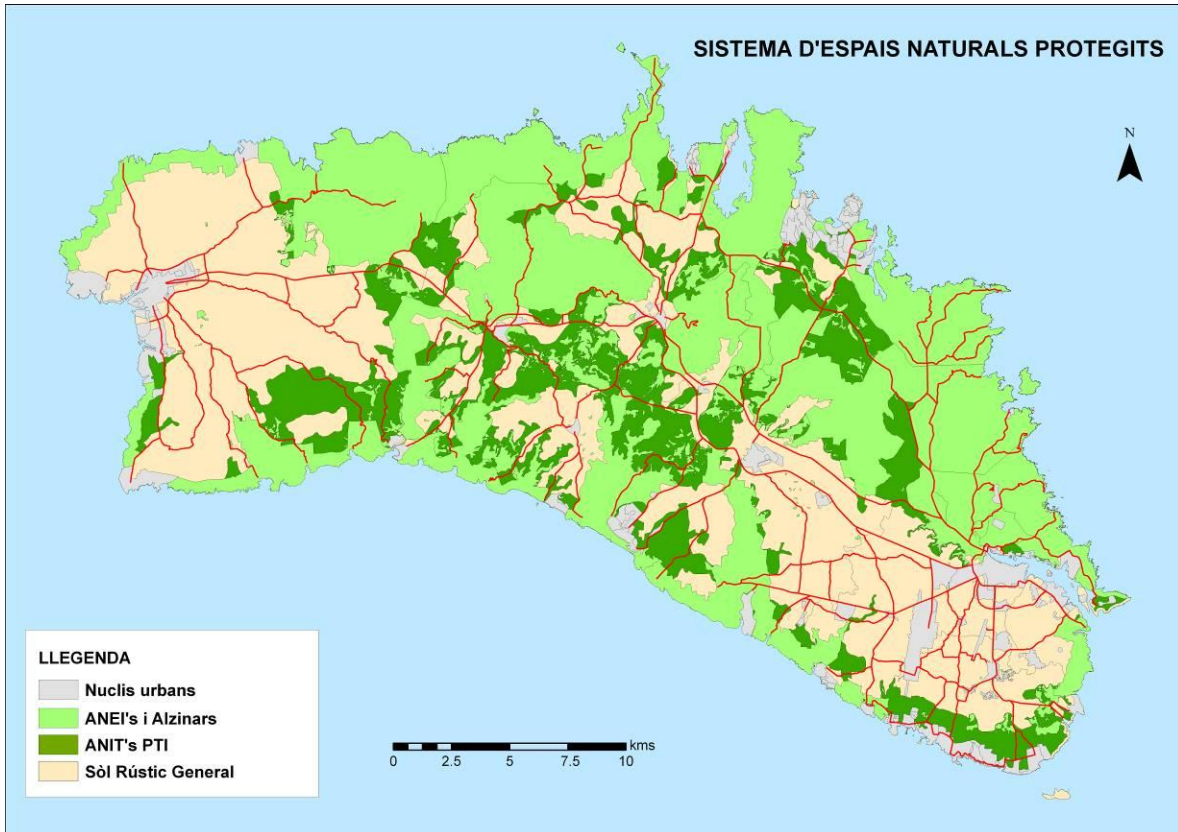 SISTEMA D'ESPAIS NATURALS PROTEGITS
N
LLEGENDA
Nuclis urbans
ANEI's i Alzinars
ANIT's PTI
Sòl Rústic General
kms
0 2.5 5 7.5 10